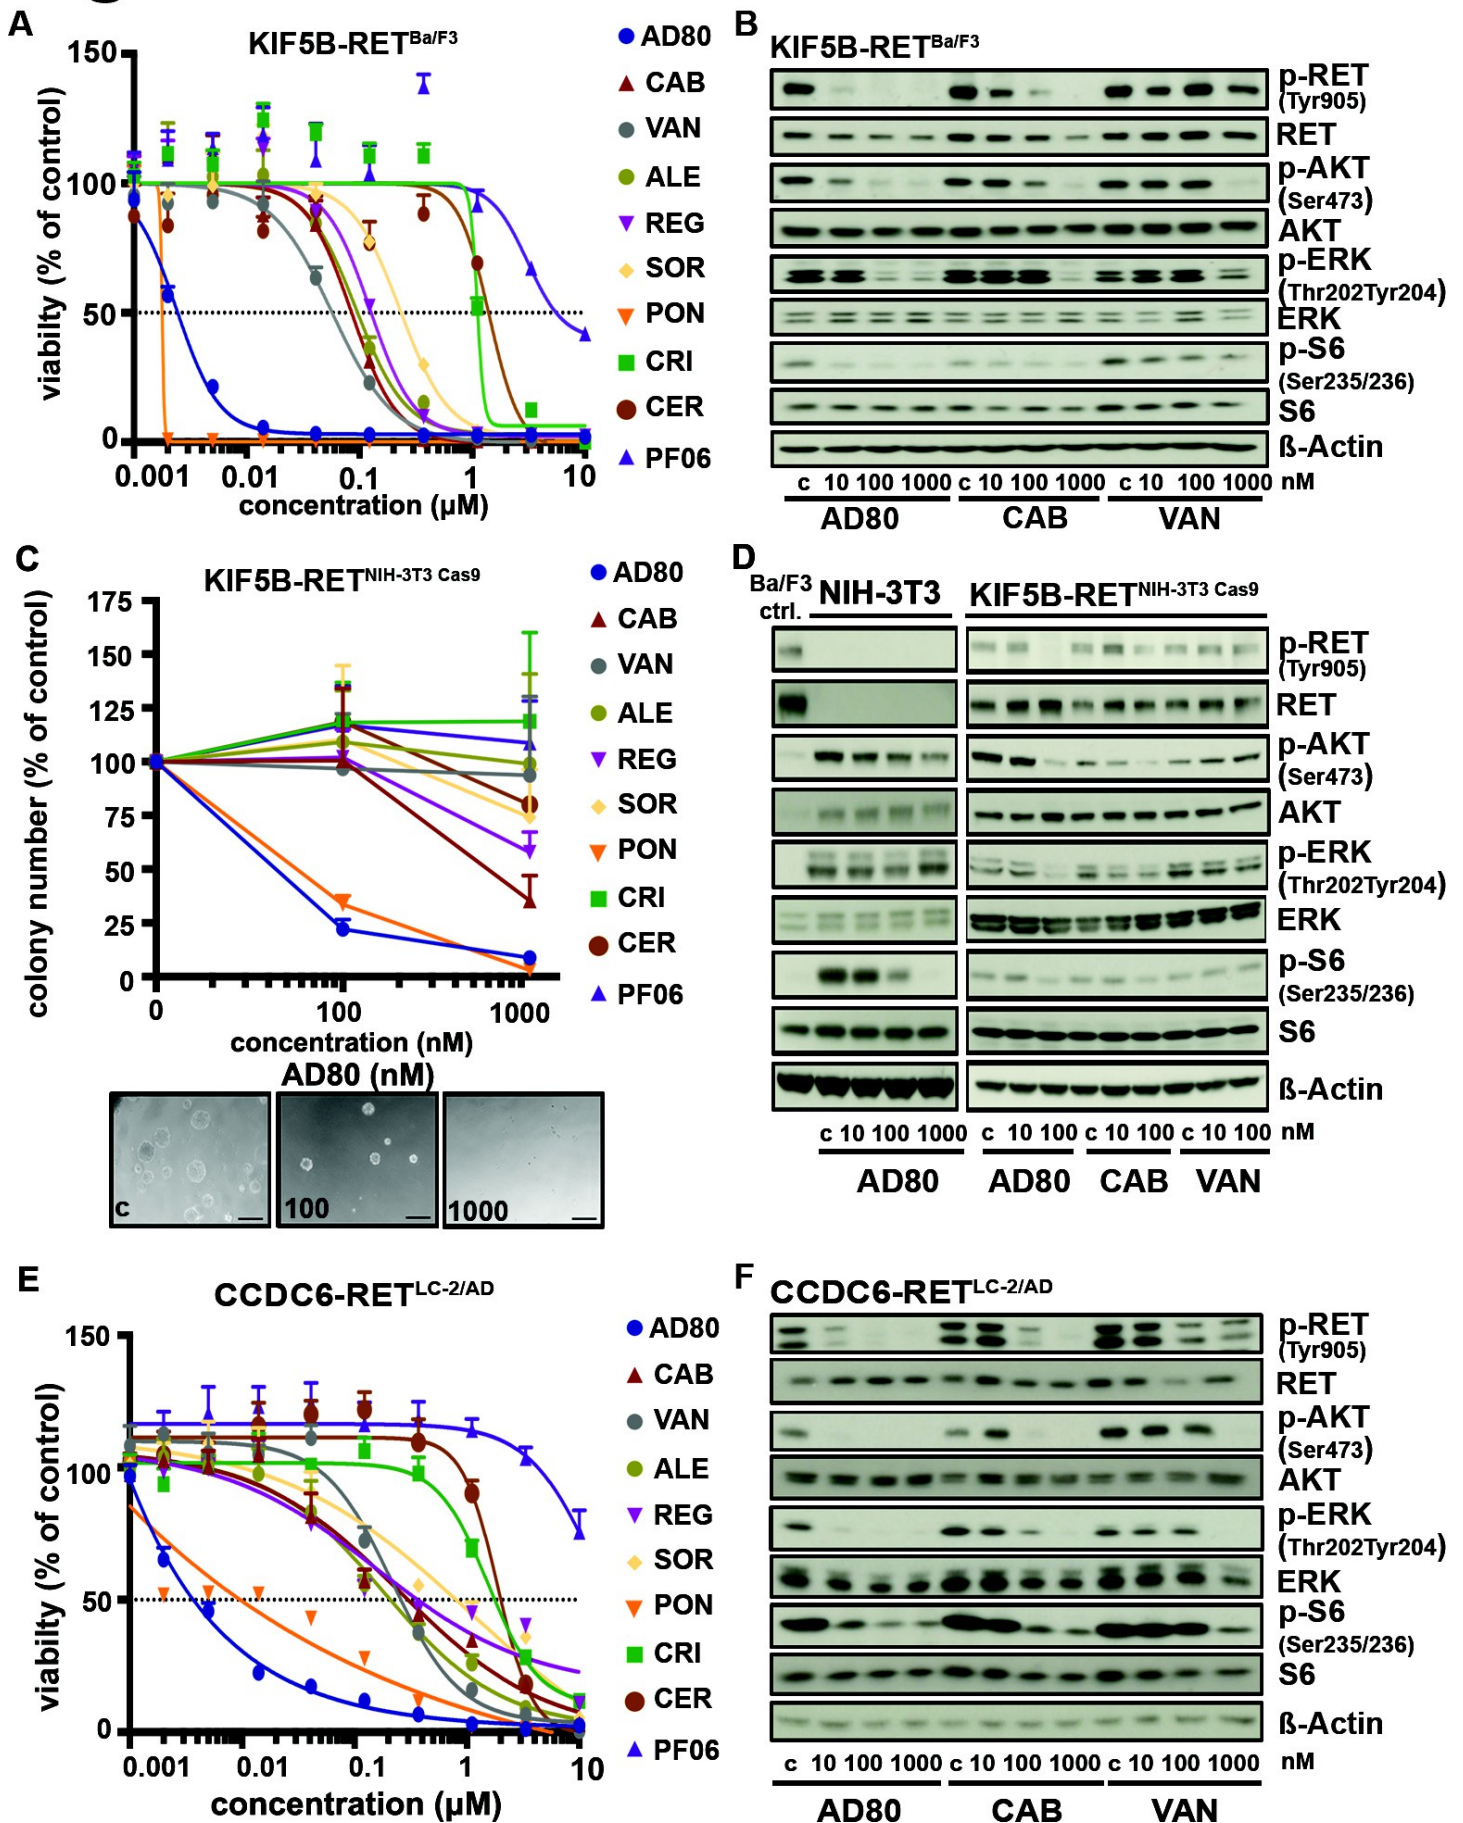 A
KIF5B-RETBa/F3
150
100
50
0
viabilty (% of control)
0.001 0.01 0.1 1 10
concentration (µM)
AD80
CAB
VAN
ALE
REG
SOR
PON
CRI
CER
PF06
B
KIF5B-RETBa/F3
p-RET
(Tyr905)
RET
p-AKT
(Ser473)
AKT
p-ERK
(Thr202Tyr204)
ERK
p-S6
(Ser235/236)
S6
ß-Actin
c 10 100 1000 c 10 100 1000 c 10 100 1000 nM
AD80 CAB VAN
C
KIF5B-RETNIH-3T3 Cas9
175
150
125
100
75
50
25
0
colony number (% of control)
0 100 1000
concentration (nM)
AD80
CAB
VAN
ALE
REG
SOR
PON
CRI
CER
PF06
AD80 (nM)
c 100 1000
D
Ba/F3
ctrl.
NIH-3T3 KIF5B-RETNIH-3T3 Cas9
p-RET
(Tyr905)
RET
p-AKT
(Ser473)
AKT
p-ERK
(Thr202Tyr204)
ERK
p-S6
(Ser235/236)
S6
ß-Actin
c 10 100 1000 c 10 100 c 10 100 c 10 100 nM
AD80 AD80 CAB VAN
E
CCDC6-RETLC-2/AD
150
100
50
0
viabilty (% of control)
0.001 0.01 0.1 1 10
concentration (µM)
AD80
CAB
VAN
ALE
REG
SOR
PON
CRI
CER
PF06
F
CCDC6-RETLC-2/AD
p-RET
(Tyr905)
RET
p-AKT
(Ser473)
AKT
p-ERK
(Thr202Tyr204)
ERK
p-S6
(Ser235/236)
S6
ß-Actin
c 10 100 1000 c 10 100 1000 c 10 100 1000 nM
AD80 CAB VAN